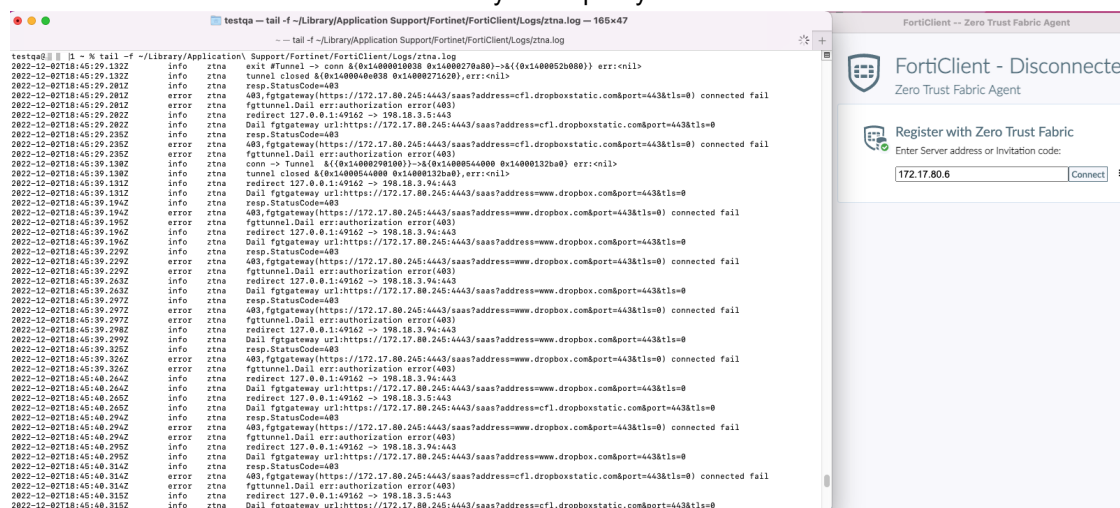 testqa — tail -f ~/Library/Application Support/Fortinet/FortiClient/Logs/ztna.log — 165×47
~ — tail -f ~/Library/Application Support/Fortinet/FortiClient/Logs/ztna.log
+
testqa@ 1 ~ % tail -f ~/Library/Application\ Support/Fortinet/FortiClient/Logs/ztna.log
2022-12-02T18:45:29.132Z info ztna exit #Tunnel -> conn &{0x14000010038 0x14000270a80}->&{{0x1400052b080}} err:<nil>
2022-12-02T18:45:29.132Z info ztna tunnel closed &{0x1400040e038 0x14000271620},err:<nil>
2022-12-02T18:45:29.201Z info ztna resp.StatusCode=403
2022-12-02T18:45:29.201Z error ztna 403,fgtgateway(https://172.17.80.245:4443/saas?address=cfl.dropboxstatic.com&port=443&tls=0) connected fail
2022-12-02T18:45:29.201Z error ztna fgttunnel.Dail err:authorization error(403)
2022-12-02T18:45:29.202Z info ztna redirect 127.0.0.1:49162 -> 198.18.3.5:443
2022-12-02T18:45:29.202Z info ztna Dail fgtgateway url:https://172.17.80.245:4443/saas?address=cfl.dropboxstatic.com&port=443&tls=0
2022-12-02T18:45:29.235Z info ztna resp.StatusCode=403
2022-12-02T18:45:29.235Z error ztna 403,fgtgateway(https://172.17.80.245:4443/saas?address=cfl.dropboxstatic.com&port=443&tls=0) connected fail
2022-12-02T18:45:29.235Z error ztna fgttunnel.Dail err:authorization error(403)
2022-12-02T18:45:39.130Z info ztna conn -> Tunnel &{{0x14000290100}}->&{0x14000544000 0x14000132ba0} err:<nil>
2022-12-02T18:45:39.130Z info ztna tunnel closed &{0x14000544000 0x14000132ba0},err:<nil>
2022-12-02T18:45:39.131Z info ztna redirect 127.0.0.1:49162 -> 198.18.3.94:443
2022-12-02T18:45:39.131Z info ztna Dail fgtgateway url:https://172.17.80.245:4443/saas?address=www.dropbox.com&port=443&tls=0
2022-12-02T18:45:39.194Z info ztna resp.StatusCode=403
2022-12-02T18:45:39.194Z error ztna 403,fgtgateway(https://172.17.80.245:4443/saas?address=www.dropbox.com&port=443&tls=0) connected fail
2022-12-02T18:45:39.195Z error ztna fgttunnel.Dail err:authorization error(403)
2022-12-02T18:45:39.196Z info ztna redirect 127.0.0.1:49162 -> 198.18.3.94:443
2022-12-02T18:45:39.196Z info ztna Dail fgtgateway url:https://172.17.80.245:4443/saas?address=www.dropbox.com&port=443&tls=0
2022-12-02T18:45:39.229Z info ztna resp.StatusCode=403
2022-12-02T18:45:39.229Z error ztna 403,fgtgateway(https://172.17.80.245:4443/saas?address=www.dropbox.com&port=443&tls=0) connected fail
2022-12-02T18:45:39.229Z error ztna fgttunnel.Dail err:authorization error(403)
2022-12-02T18:45:39.263Z info ztna redirect 127.0.0.1:49162 -> 198.18.3.94:443
2022-12-02T18:45:39.263Z info ztna Dail fgtgateway url:https://172.17.80.245:4443/saas?address=www.dropbox.com&port=443&tls=0
2022-12-02T18:45:39.297Z info ztna resp.StatusCode=403
2022-12-02T18:45:39.297Z error ztna 403,fgtgateway(https://172.17.80.245:4443/saas?address=www.dropbox.com&port=443&tls=0) connected fail
2022-12-02T18:45:39.297Z error ztna fgttunnel.Dail err:authorization error(403)
2022-12-02T18:45:39.298Z info ztna redirect 127.0.0.1:49162 -> 198.18.3.94:443
2022-12-02T18:45:39.299Z info ztna Dail fgtgateway url:https://172.17.80.245:4443/saas?address=www.dropbox.com&port=443&tls=0
2022-12-02T18:45:39.325Z info ztna resp.StatusCode=403
2022-12-02T18:45:39.326Z error ztna 403,fgtgateway(https://172.17.80.245:4443/saas?address=www.dropbox.com&port=443&tls=0) connected fail
2022-12-02T18:45:39.326Z error ztna fgttunnel.Dail err:authorization error(403)
2022-12-02T18:45:40.264Z info ztna redirect 127.0.0.1:49162 -> 198.18.3.94:443
2022-12-02T18:45:40.264Z info ztna Dail fgtgateway url:https://172.17.80.245:4443/saas?address=www.dropbox.com&port=443&tls=0
2022-12-02T18:45:40.265Z info ztna redirect 127.0.0.1:49162 -> 198.18.3.5:443
2022-12-02T18:45:40.265Z info ztna Dail fgtgateway url:https://172.17.80.245:4443/saas?address=cfl.dropboxstatic.com&port=443&tls=0
2022-12-02T18:45:40.294Z info ztna resp.StatusCode=403
2022-12-02T18:45:40.294Z error ztna 403,fgtgateway(https://172.17.80.245:4443/saas?address=www.dropbox.com&port=443&tls=0) connected fail
2022-12-02T18:45:40.294Z error ztna fgttunnel.Dail err:authorization error(403)
2022-12-02T18:45:40.295Z info ztna redirect 127.0.0.1:49162 -> 198.18.3.94:443
2022-12-02T18:45:40.295Z info ztna Dail fgtgateway url:https://172.17.80.245:4443/saas?address=www.dropbox.com&port=443&tls=0
2022-12-02T18:45:40.314Z info ztna resp.StatusCode=403
2022-12-02T18:45:40.314Z error ztna 403,fgtgateway(https://172.17.80.245:4443/saas?address=cfl.dropboxstatic.com&port=443&tls=0) connected fail
2022-12-02T18:45:40.314Z error ztna fgttunnel.Dail err:authorization error(403)
2022-12-02T18:45:40.315Z info ztna redirect 127.0.0.1:49162 -> 198.18.3.5:443
2022-12-02T18:45:40.315Z info ztna Dail fgtgateway url:https://172.17.80.245:4443/saas?address=cfl.dropboxstatic.com&port=443&tls=0
FortiClient -- Zero Trust Fabric Agent
FortiClient - Disconnecte
Zero Trust Fabric Agent
Register with Zero Trust Fabric
Enter Server address or Invitation code:
172.17.80.6 Connect